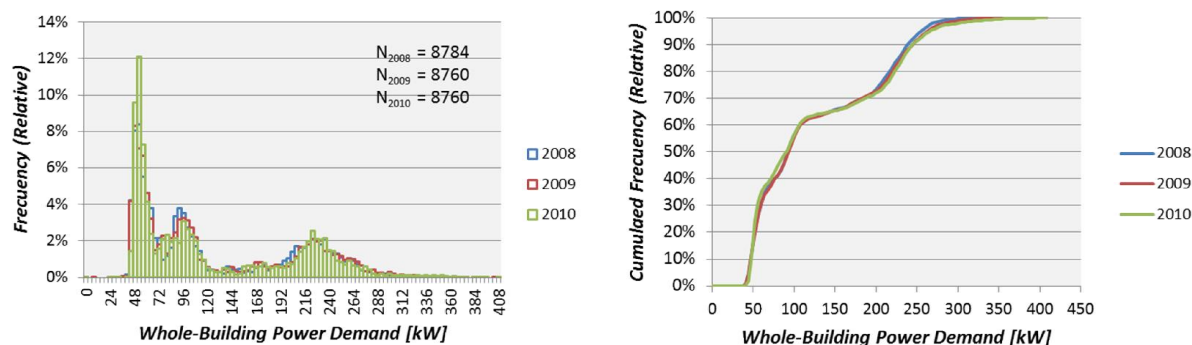 14%
12%
10%
8%
6%
4%
2%
0%
Frecuency (Relative)
N2008 = 8784
N2009 = 8760
N2010 = 8760
2008
2009
2010
0 24 48 72 96 120 144 168 192 216 240 264 288 312 336 360 384 408
Whole-Building Power Demand [kW]
100%
90%
80%
70%
60%
50%
40%
30%
20%
10%
0%
Cumulaed Frecuency (Relative)
2008
2009
2010
0 50 100 150 200 250 300 350 400 450
Whole-Building Power Demand [kW]